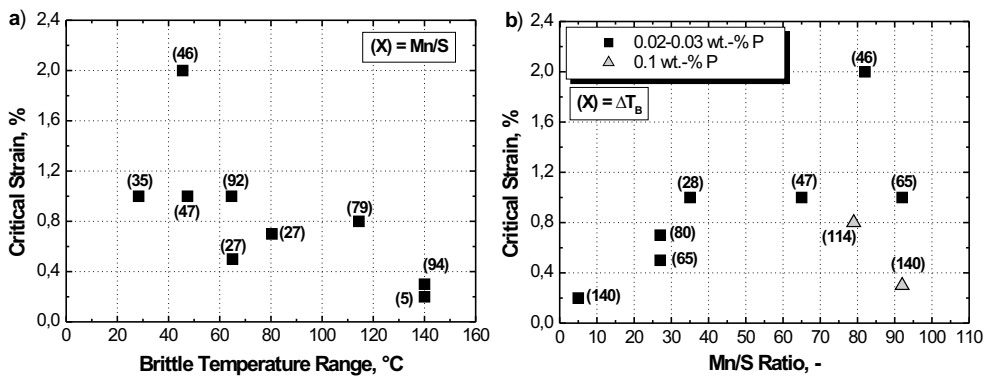 a)
(X) = Mn/S
2,4
2,0
1,6
1,2
0,8
0,4
0,0
Critical Strain, %
(46)
(35)
(47)
(92)
(27)
(27)
(79)
(94)
(5)
0 20 40 60 80 100 120 140 160
Brittle Temperature Range, °C
b)
0.02-0.03 wt.-% P
0.1 wt.-% P
(X) = ΔT_B
2,4
2,0
1,6
1,2
0,8
0,4
0,0
Critical Strain, %
(46)
(28)
(47)
(65)
(80)
(65)
(114)
(140)
(140)
0 10 20 30 40 50 60 70 80 90 100 110
Mn/S Ratio, -